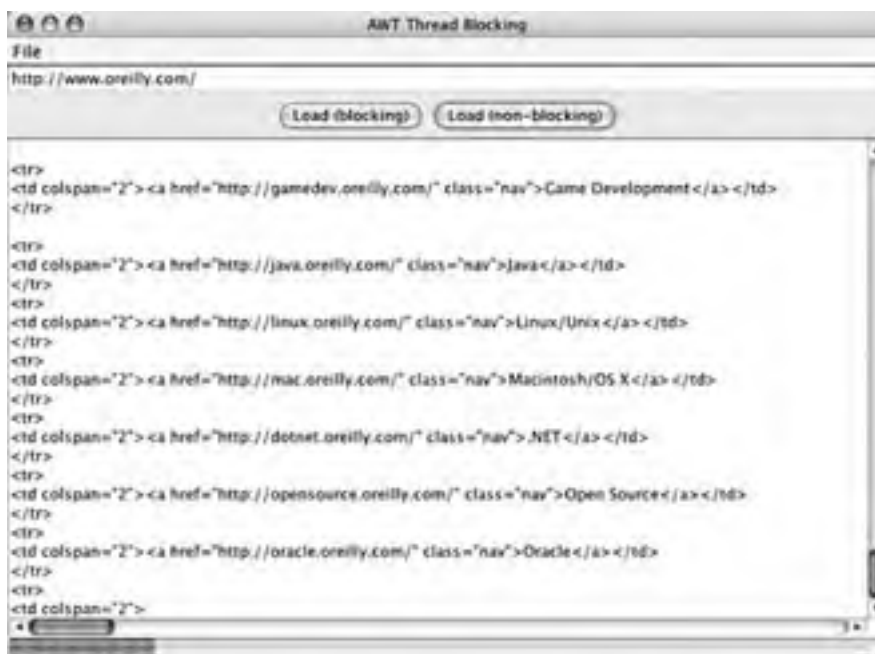 AWT Thread Blocking
File
http://www.oreilly.com/
Load (blocking) Load (non-blocking)
<tr>
<td colspan="2"><a href="http://gamedev.oreilly.com/" class="nav">Game Development</a></td>
</tr>
<tr>
<td colspan="2"><a href="http://java.oreilly.com/" class="nav">Java</a></td>
</tr>
<tr>
<td colspan="2"><a href="http://linux.oreilly.com/" class="nav">Linux/Unix</a></td>
</tr>
<tr>
<td colspan="2"><a href="http://mac.oreilly.com/" class="nav">Macintosh/OS X</a></td>
</tr>
<tr>
<td colspan="2"><a href="http://dotnet.oreilly.com/" class="nav">.NET</a></td>
</tr>
<tr>
<td colspan="2"><a href="http://opensource.oreilly.com/" class="nav">Open Source</a></td>
</tr>
<tr>
<td colspan="2"><a href="http://oracle.oreilly.com/" class="nav">Oracle</a></td>
</tr>
<tr>
<td colspan="2">